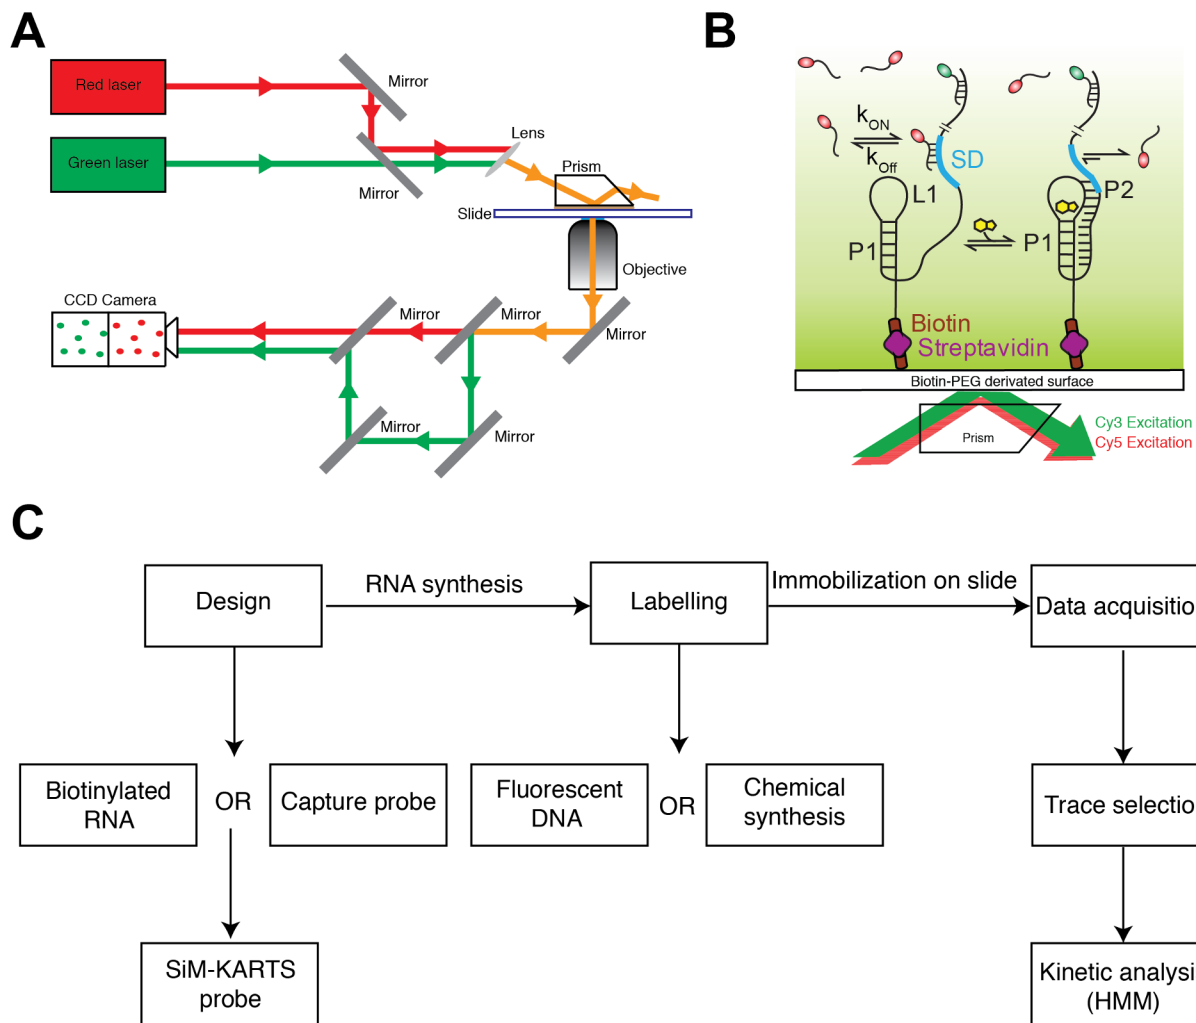 A
Red laser
Mirror
Green laser
Mirror
Lens
Prism
Slide
Objective
CCD Camera
Mirror
Mirror
Mirror
Mirror
Mirror
B
kON
kOff
SD
L1
P2
P1
P1
Biotin
Streptavidin
Biotin-PEG derivated surface
Prism
Cy3 Excitation
Cy5 Excitation
C
Design
RNA synthesis
Labelling
Immobilization on slide
Data acquisitio
Biotinylated
RNA
OR
Capture probe
Fluorescent
DNA
OR
Chemical
synthesis
Trace selectio
SiM-KARTS
probe
Kinetic analysi
(HMM)